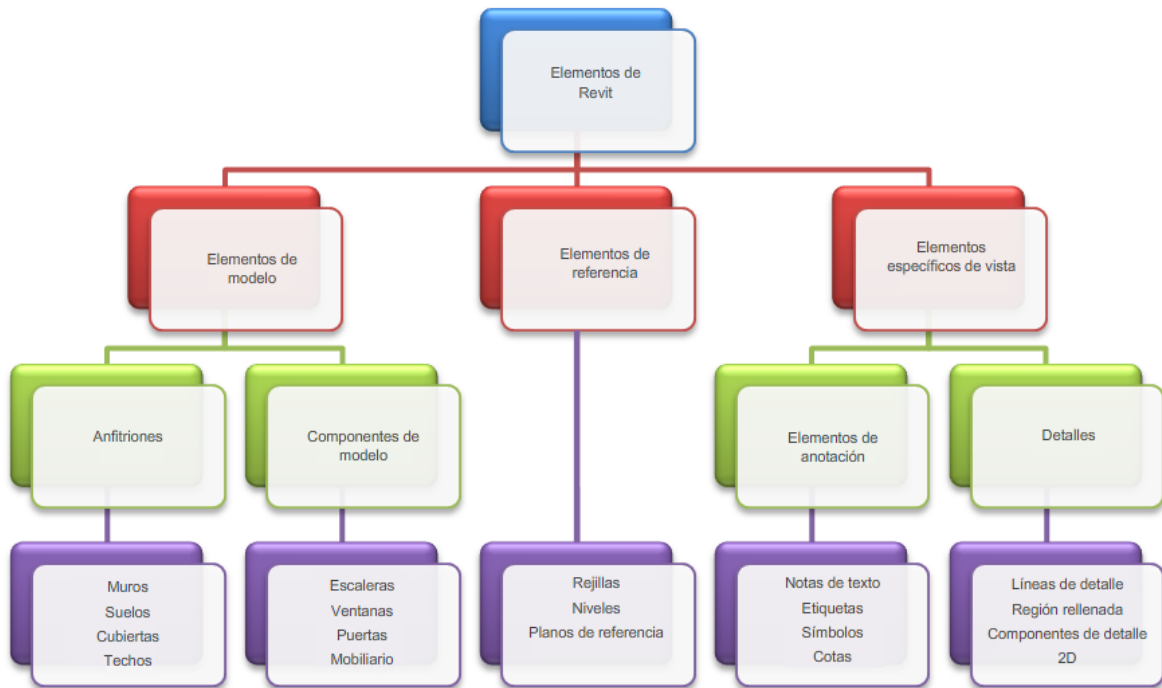 Elementos de
Revit
Elementos de
modelo
Elementos de
referencia
Elementos
específicos de vista
Anfitriones
Componentes de
modelo
Elementos de
anotación
Detalles
Muros
Suelos
Cubiertas
Techos
Escaleras
Ventanas
Puertas
Mobiliario
Rejillas
Niveles
Planos de referencia
Notas de texto
Etiquetas
Símbolos
Cotas
Líneas de detalle
Región rellenada
Componentes de detalle
2D